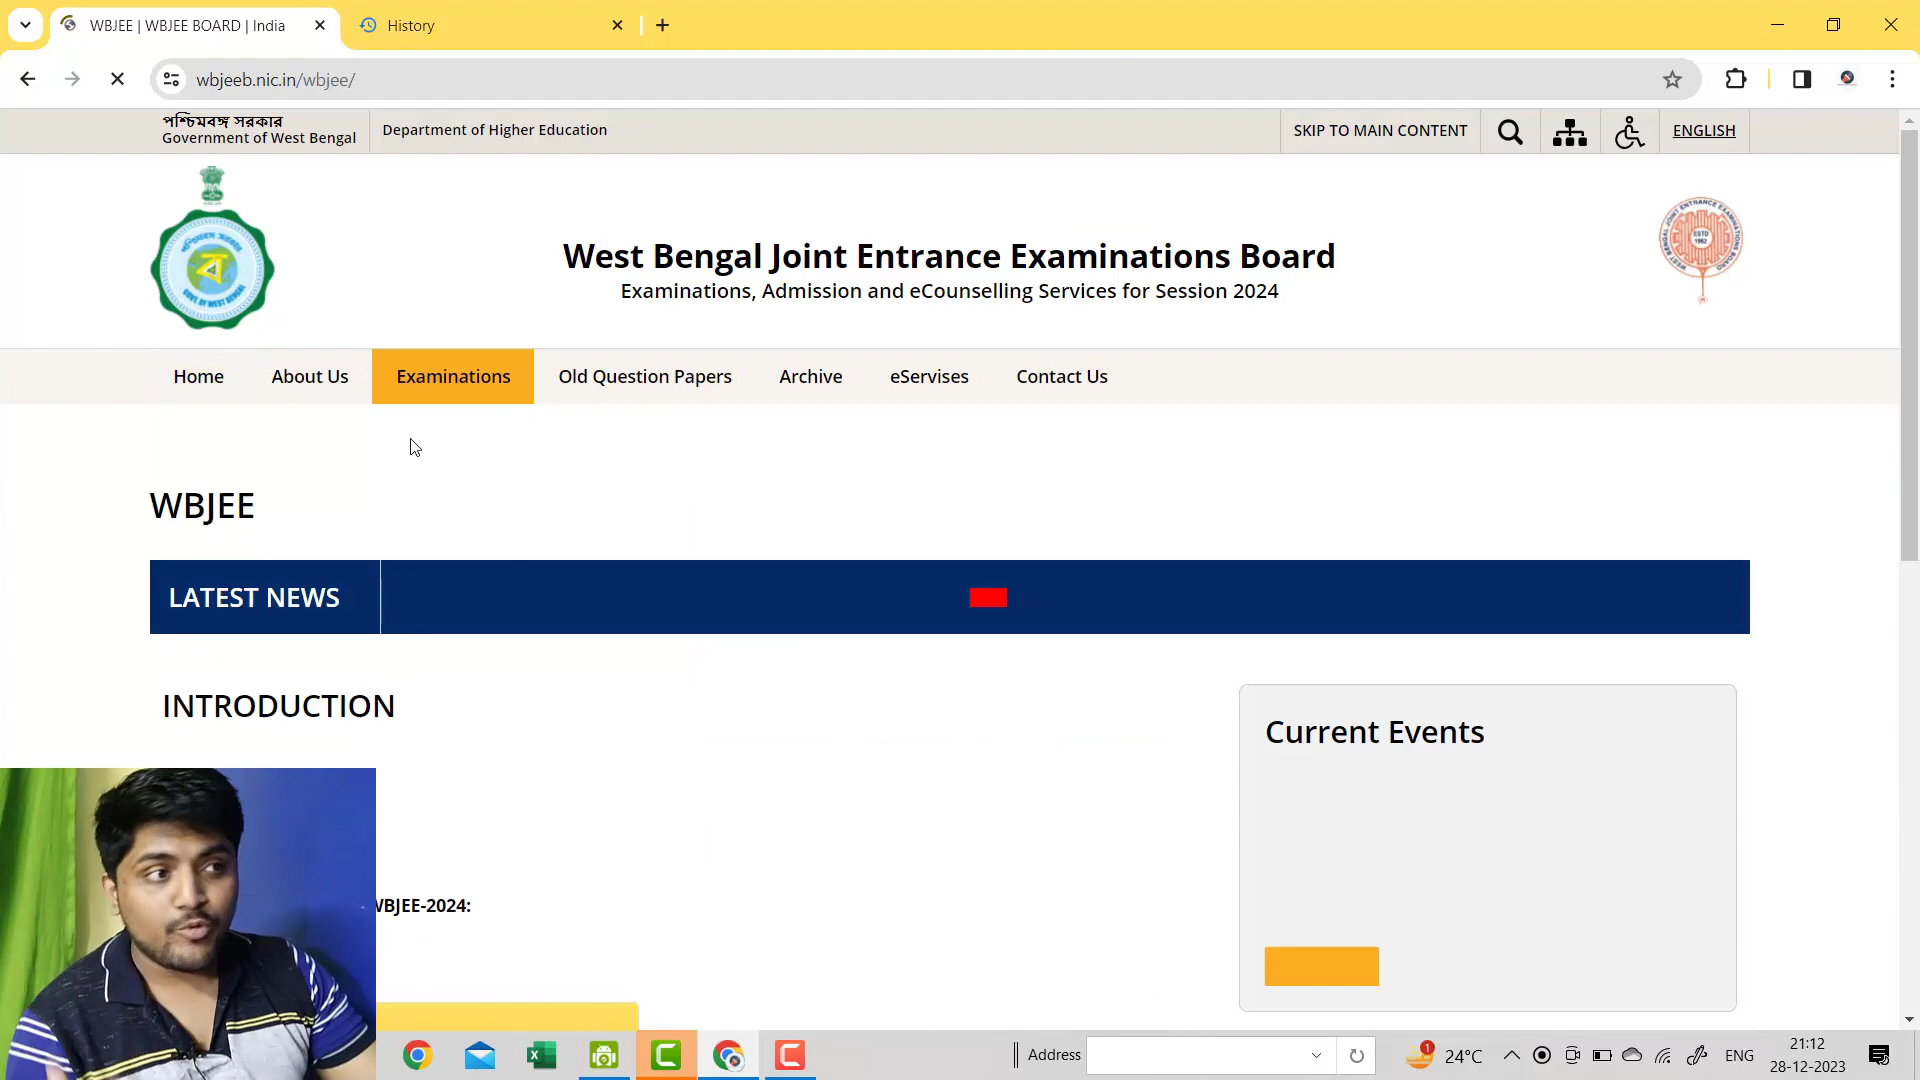 WBJEE | WBJEE BOARD | India
History
wbjeeb.nic.in/wbjee/
পশ্চিমবঙ্গ সরকার
Government of West Bengal
Department of Higher Education
SKIP TO MAIN CONTENT
ENGLISH
West Bengal Joint Entrance Examinations Board
Examinations, Admission and eCounselling Services for Session 2024
Home
About Us
Examinations
Old Question Papers
Archive
eServises
Contact Us
WBJEE
LATEST NEWS
INTRODUCTION
Current Events
WBJEE-2024:
Address
1
24°C
ENG
21:12
28-12-2023